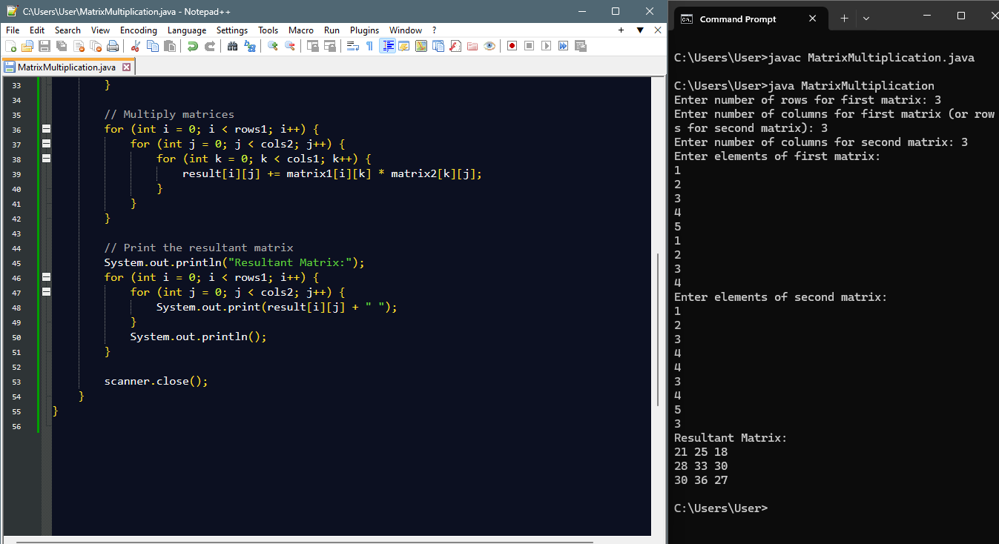 C:\Users\User\MatrixMultiplication.java - Notepad++
File Edit Search View Encoding Language Settings Tools Macro Run Plugins Window ?
MatrixMultiplication.java
33 }
34
35 // Multiply matrices
36 for (int i = 0; i < rows1; i++) {
37 for (int j = 0; j < cols2; j++) {
38 for (int k = 0; k < cols1; k++) {
39 result[i][j] += matrix1[i][k] * matrix2[k][j];
40 }
41 }
42 }
43
44 // Print the resultant matrix
45 System.out.println("Resultant Matrix:");
46 for (int i = 0; i < rows1; i++) {
47 for (int j = 0; j < cols2; j++) {
48 System.out.print(result[i][j] + " ");
49 }
50 System.out.println();
51 }
52
53 scanner.close();
54 }
55 }
56
Command Prompt
C:\Users\User>javac MatrixMultiplication.java
C:\Users\User>java MatrixMultiplication
Enter number of rows for first matrix: 3
Enter number of columns for first matrix (or row
s for second matrix): 3
Enter number of columns for second matrix: 3
Enter elements of first matrix:
1
2
3
4
5
1
2
3
4
Enter elements of second matrix:
1
2
3
4
4
3
4
5
3
Resultant Matrix:
21 25 18
28 33 30
30 36 27
C:\Users\User>